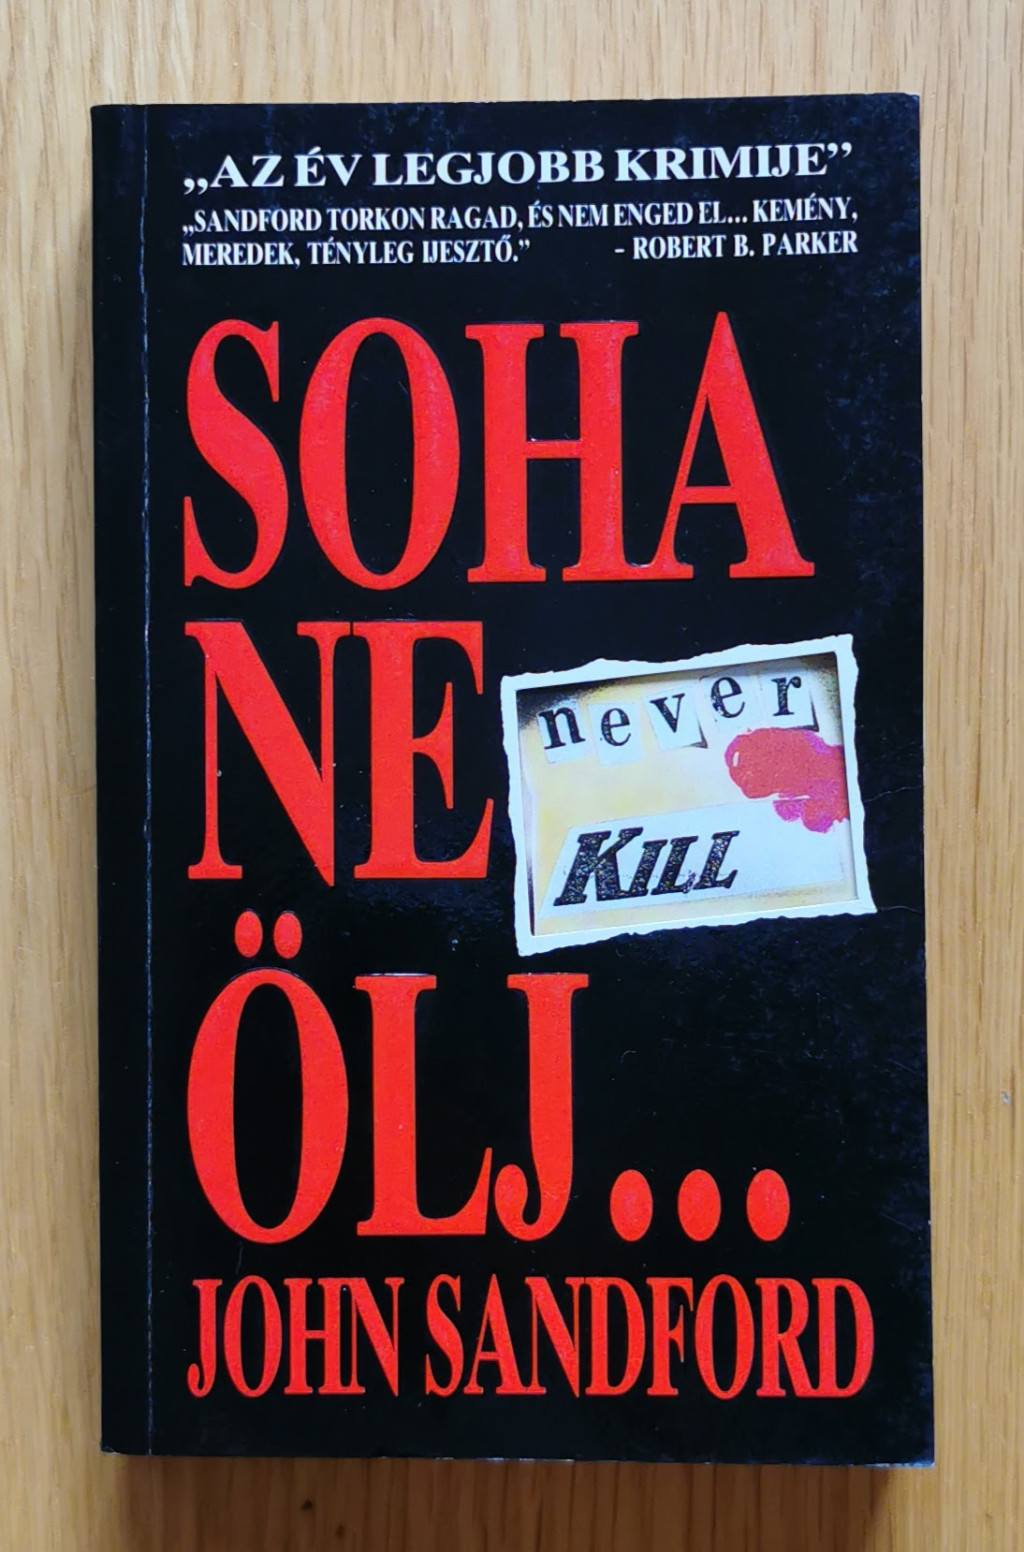 „AZ ÉV LEGJOBB KRIMIJE”
„SANDFORD TORKON RAGAD, ÉS NEM ENGED EL... KEMÉNY,
MEREDEK, TÉNYLEG IJESZTŐ.” - ROBERT B. PARKER
SOHA
NE
never
KILL
ÖLJ...
JOHN SANDFORD